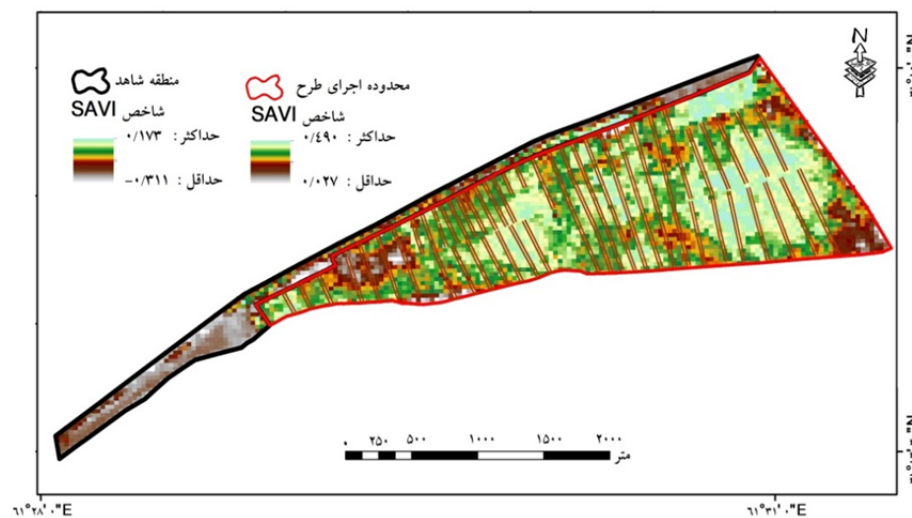 N
منطقه شاهد
شاخص SAVI
حداکثر : ۰/۱۷۳
حداقل : ۰/۳۱۱-
محدوده اجرای طرح
شاخص SAVI
حداکثر : ۰/۴۹۰
حداقل : ۰/۰۲۷
۰ ۲۵۰ ۵۰۰ ۱۰۰۰ ۱۵۰۰ ۲۰۰۰
متر
۶۱°۲۸'۰"E
۶۱°۳۱'۰"E